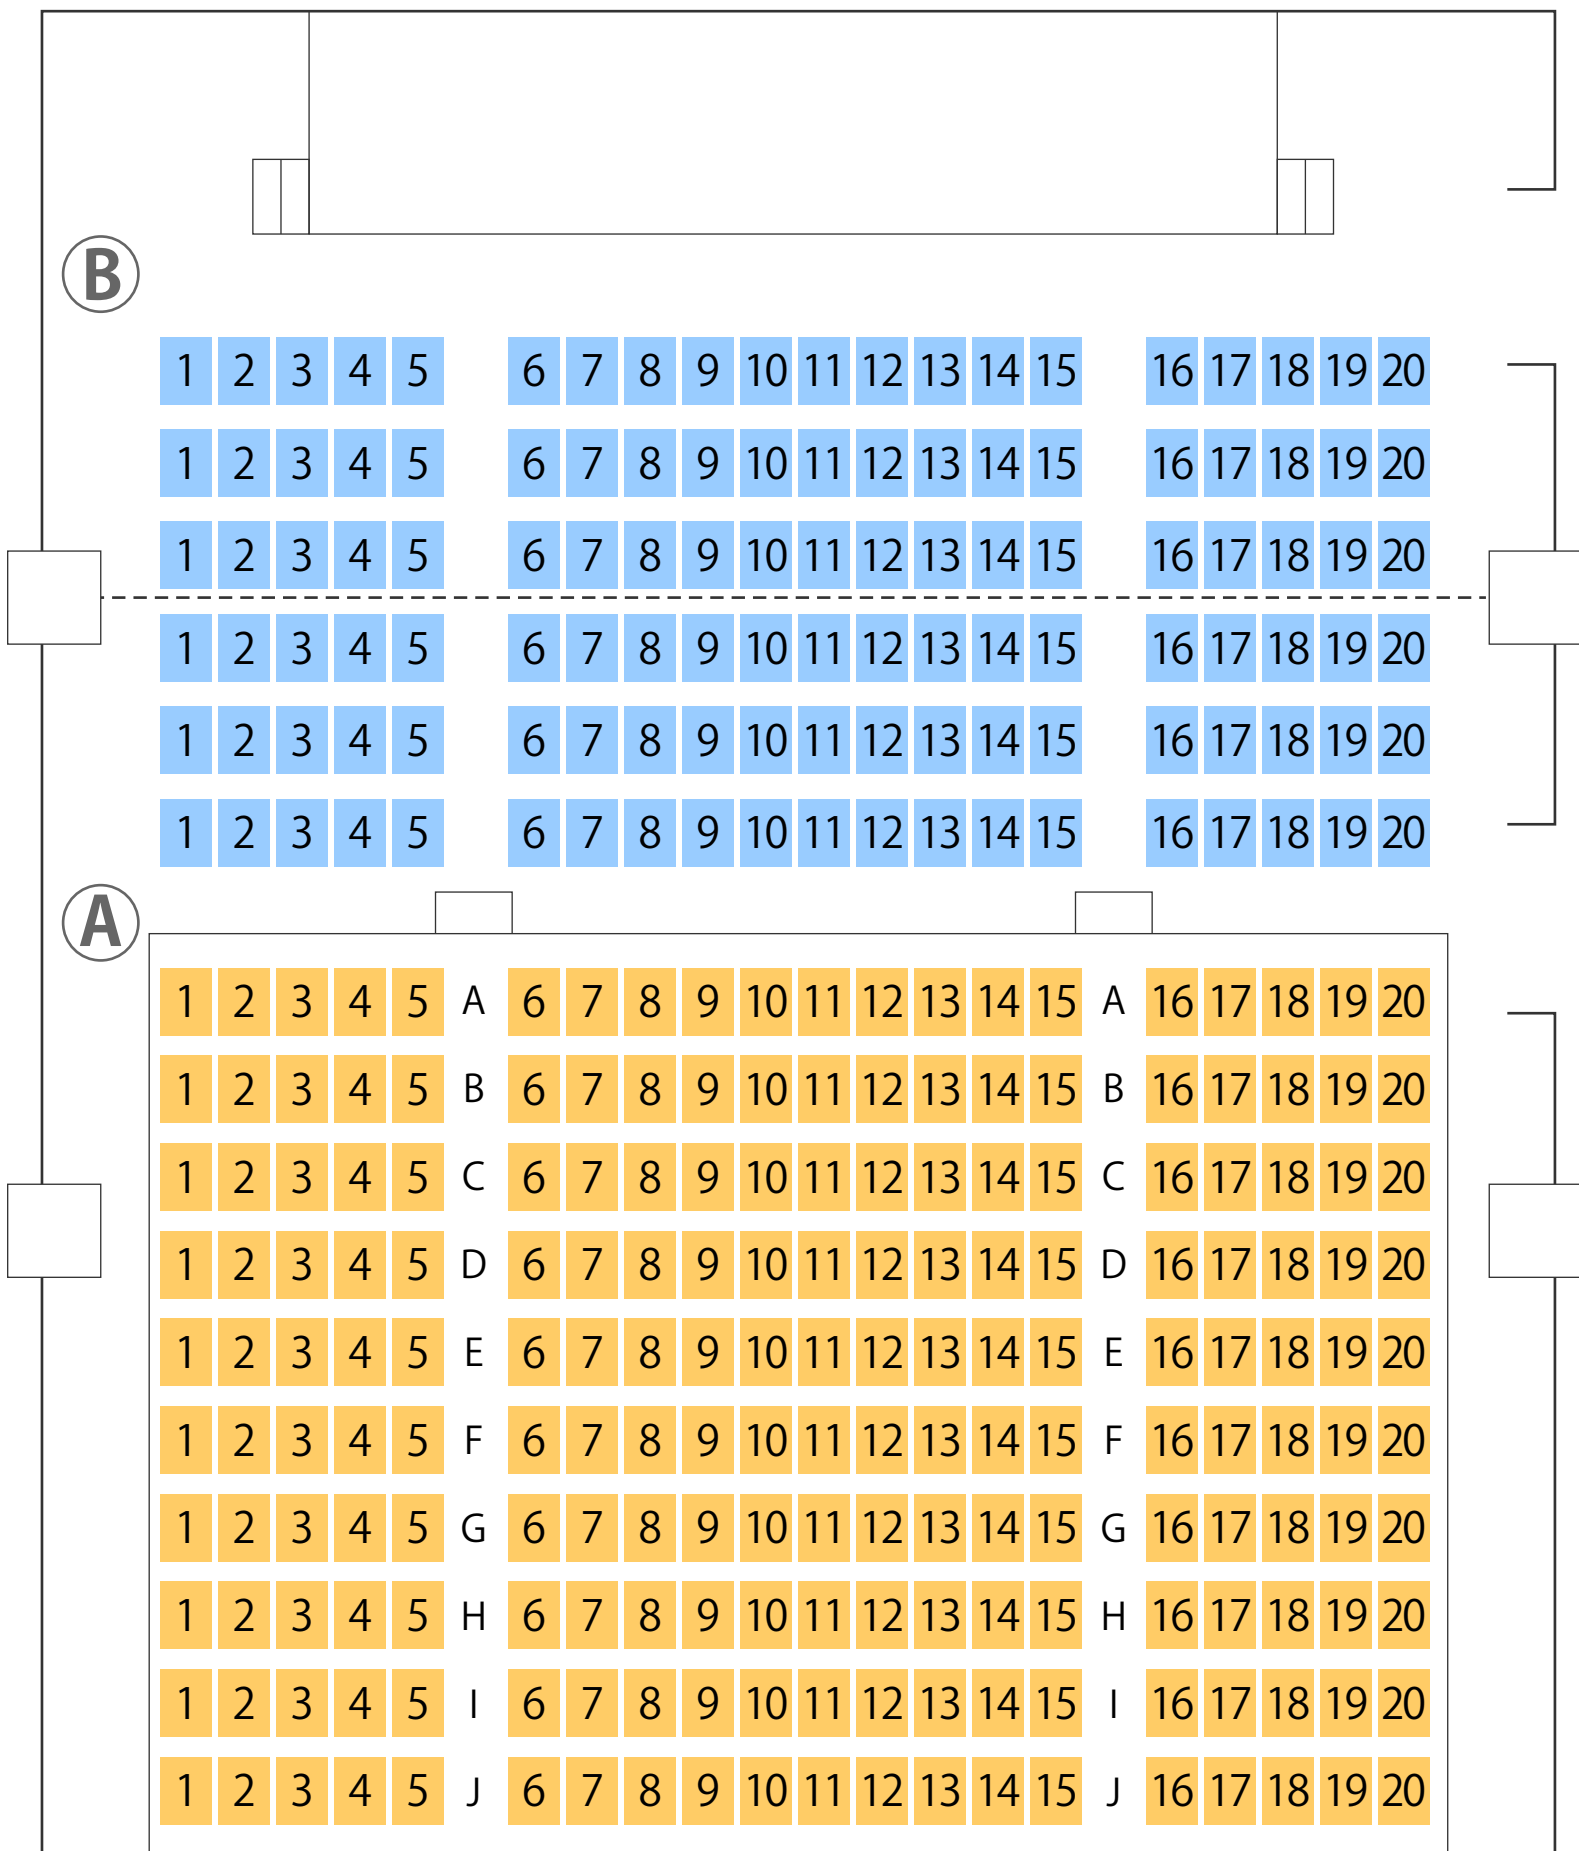 B
1 2 3 4 5 6 7 8 9 10 11 12 13 14 15 16 17 18 19 20
1 2 3 4 5 6 7 8 9 10 11 12 13 14 15 16 17 18 19 20
1 2 3 4 5 6 7 8 9 10 11 12 13 14 15 16 17 18 19 20
1 2 3 4 5 6 7 8 9 10 11 12 13 14 15 16 17 18 19 20
1 2 3 4 5 6 7 8 9 10 11 12 13 14 15 16 17 18 19 20
1 2 3 4 5 6 7 8 9 10 11 12 13 14 15 16 17 18 19 20
A
1 2 3 4 5 A 6 7 8 9 10 11 12 13 14 15 A 16 17 18 19 20
1 2 3 4 5 B 6 7 8 9 10 11 12 13 14 15 B 16 17 18 19 20
1 2 3 4 5 C 6 7 8 9 10 11 12 13 14 15 C 16 17 18 19 20
1 2 3 4 5 D 6 7 8 9 10 11 12 13 14 15 D 16 17 18 19 20
1 2 3 4 5 E 6 7 8 9 10 11 12 13 14 15 E 16 17 18 19 20
1 2 3 4 5 F 6 7 8 9 10 11 12 13 14 15 F 16 17 18 19 20
1 2 3 4 5 G 6 7 8 9 10 11 12 13 14 15 G 16 17 18 19 20
1 2 3 4 5 H 6 7 8 9 10 11 12 13 14 15 H 16 17 18 19 20
1 2 3 4 5 I 6 7 8 9 10 11 12 13 14 15 I 16 17 18 19 20
1 2 3 4 5 J 6 7 8 9 10 11 12 13 14 15 J 16 17 18 19 20